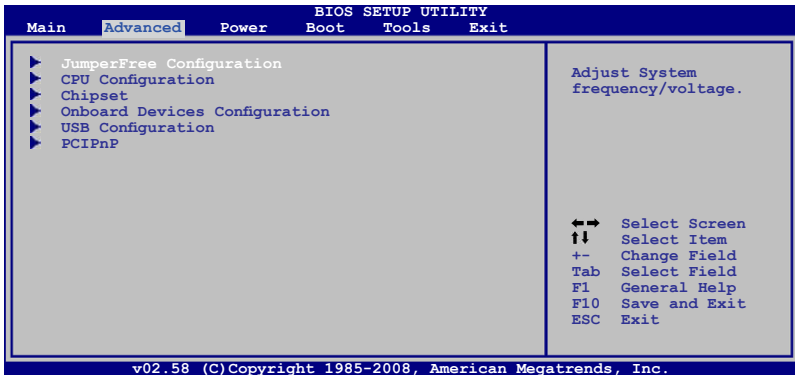 BIOS SETUP UTILITY
Main Advanced Power Boot Tools Exit
JumperFree Configuration
CPU Configuration
Chipset
Onboard Devices Configuration
USB Configuration
PCIPnP
Adjust System
frequency/voltage.
←→ Select Screen
↑↓ Select Item
+- Change Field
Tab Select Field
F1 General Help
F10 Save and Exit
ESC Exit
v02.58 (C)Copyright 1985-2008, American Megatrends, Inc.